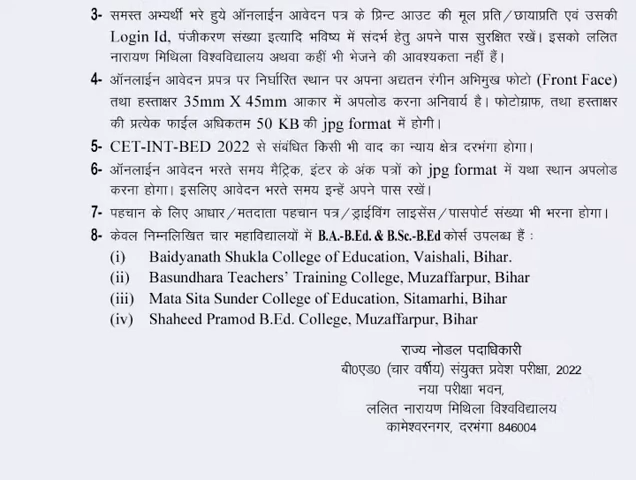 3- समस्त अभ्यर्थी भरे हुये ऑनलाईन आवेदन पत्र के प्रिन्ट आउट की मूल प्रति/छायाप्रति एवं उसकी
Login Id, पंजीकरण संख्या इत्यादि भविष्य में संदर्भ हेतु अपने पास सुरक्षित रखें। इसको ललित
नारायण मिथिला विश्वविद्यालय अथवा कहीं भी भेजने की आवश्यकता नहीं हैं।
4- ऑनलाईन आवेदन प्रपत्र पर निर्धारित स्थान पर अपना अद्यतन रंगीन अभिमुख फोटो (Front Face)
तथा हस्ताक्षर 35mm X 45mm आकार में अपलोड करना अनिवार्य है। फोटोग्राफ, तथा हस्ताक्षर
की प्रत्येक फाईल अधिकतम 50 KB की jpg format में होगी।
5- CET-INT-BED 2022 से संबंधित किसी भी वाद का न्याय क्षेत्र दरभंगा होगा।
6- ऑनलाईन आवेदन भरते समय मैट्रिक, इंटर के अंक पत्रों को jpg format में यथा स्थान अपलोड
करना होगा। इसलिए आवेदन भरते समय इन्हें अपने पास रखें।
7- पहचान के लिए आधार/मतदाता पहचान पत्र/ड्राईविंग लाइसेंस/पासपोर्ट संख्या भी भरना होगा।
8- केवल निम्नलिखित चार महाविद्यालयों में B.A.-B.Ed. & B.Sc.-B.Ed कोर्स उपलब्ध हैं :
(i) Baidyanath Shukla College of Education, Vaishali, Bihar.
(ii) Basundhara Teachers' Training College, Muzaffarpur, Bihar
(iii) Mata Sita Sunder College of Education, Sitamarhi, Bihar
(iv) Shaheed Pramod B.Ed. College, Muzaffarpur, Bihar
राज्य नोडल पदाधिकारी
बी0एड0 (चार वर्षीय) संयुक्त प्रवेश परीक्षा, 2022
नया परीक्षा भवन,
ललित नारायण मिथिला विश्वविद्यालय
कामेश्वरनगर, दरभंगा 846004